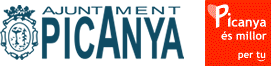 AJUNTAMENT
PICANYA
Picanya
és millor
per tu